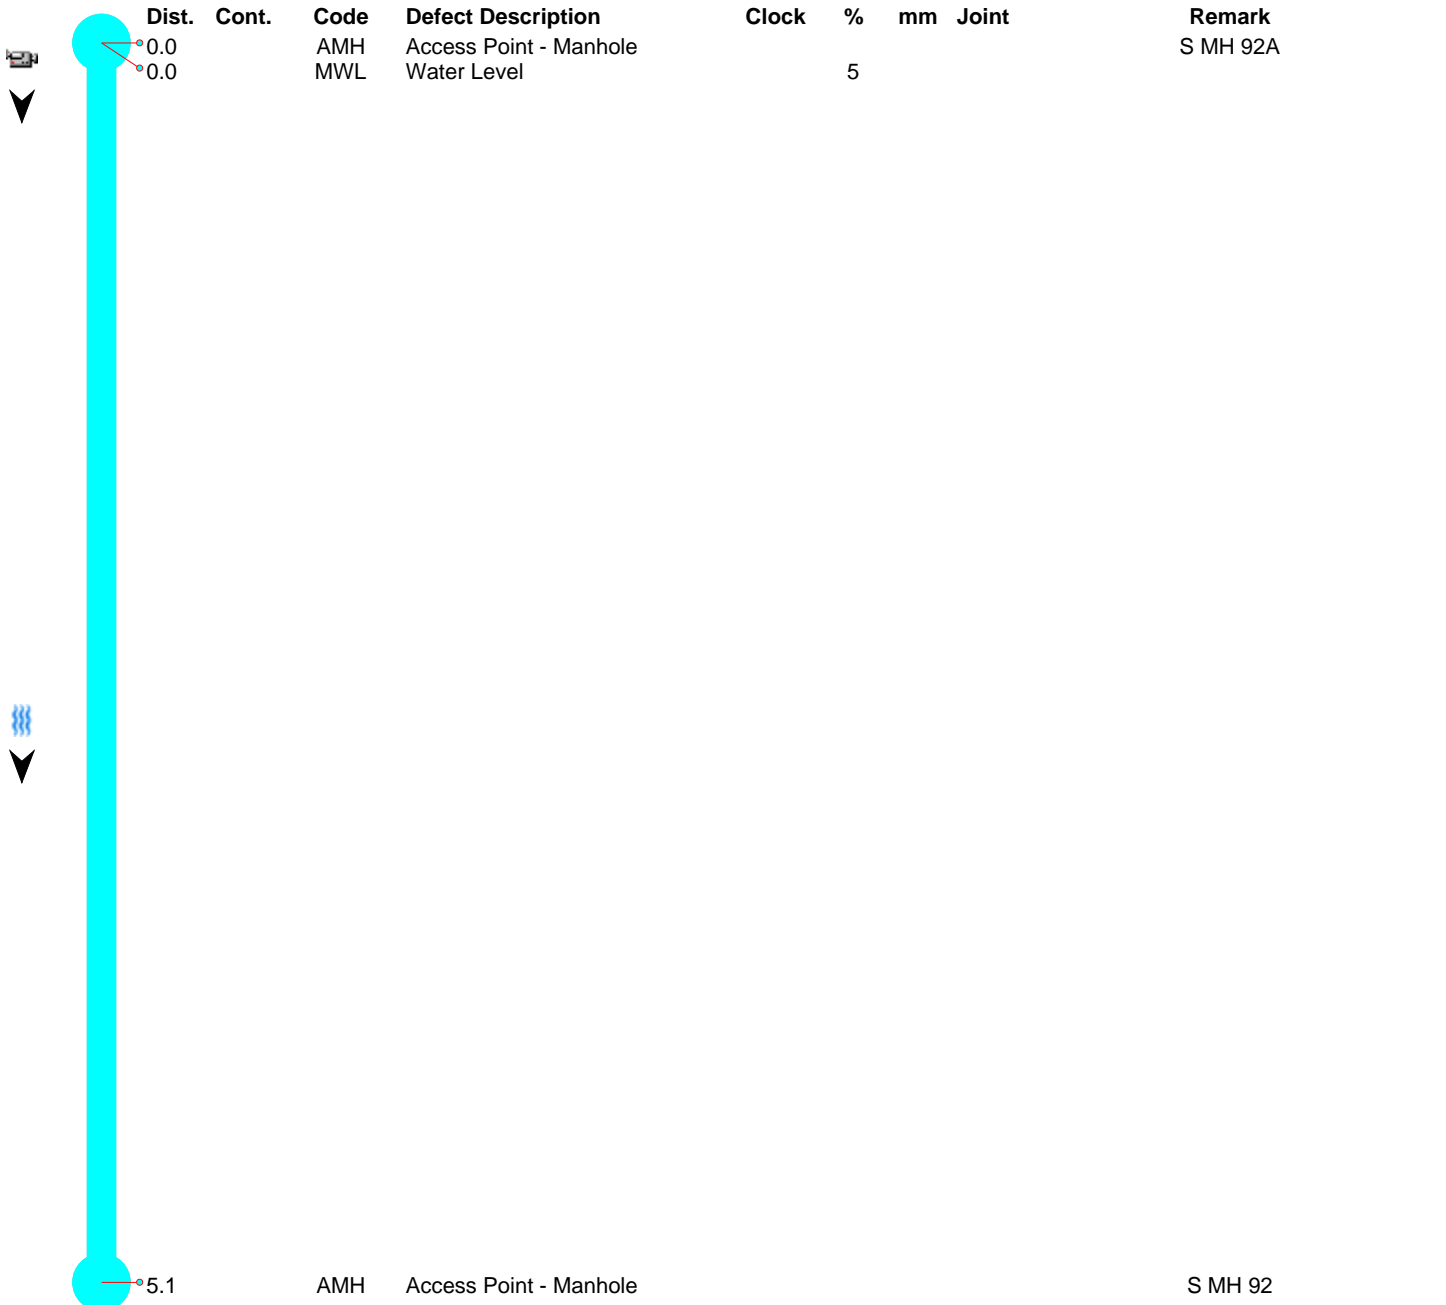 Dist. Cont. Code Defect Description Clock % mm Joint Remark
0.0 AMH Access Point - Manhole S MH 92A
0.0 MWL Water Level 5
5.1 AMH Access Point - Manhole S MH 92